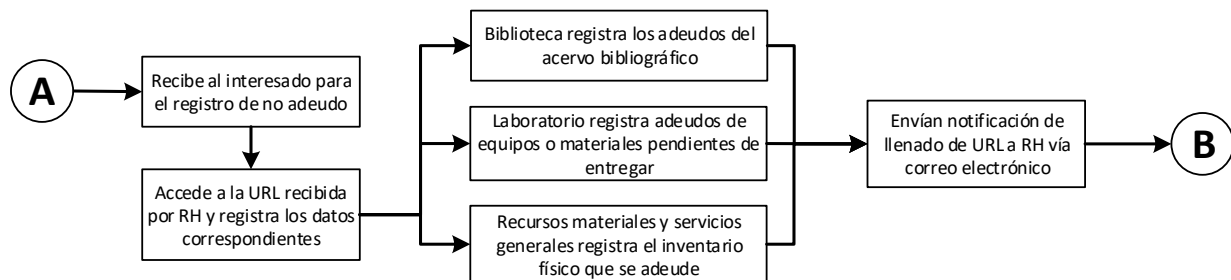 A
Recibe al interesado para
el registro de no adeudo
Accede a la URL recibida
por RH y registra los datos
correspondientes
Biblioteca registra los adeudos del
acervo bibliográfico
Laboratorio registra adeudos de
equipos o materiales pendientes de
entregar
Recursos materiales y servicios
generales registra el inventario
físico que se adeude
Envían notificación de
llenado de URL a RH vía
correo electrónico
B